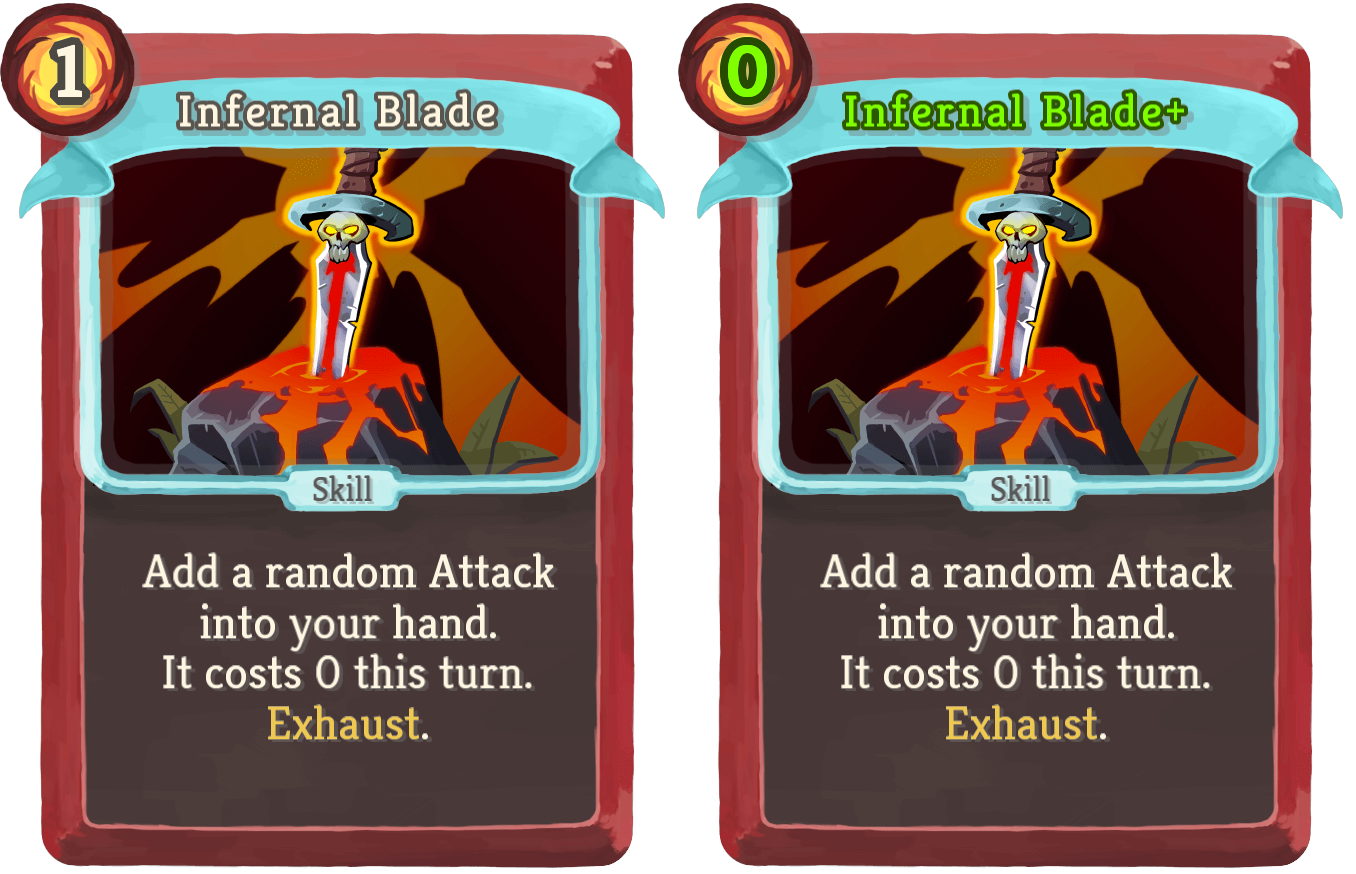 1
Infernal Blade
Skill
Add a random Attack
into your hand.
It costs 0 this turn.
Exhaust.
0
Infernal Blade+
Skill
Add a random Attack
into your hand.
It costs 0 this turn.
Exhaust.